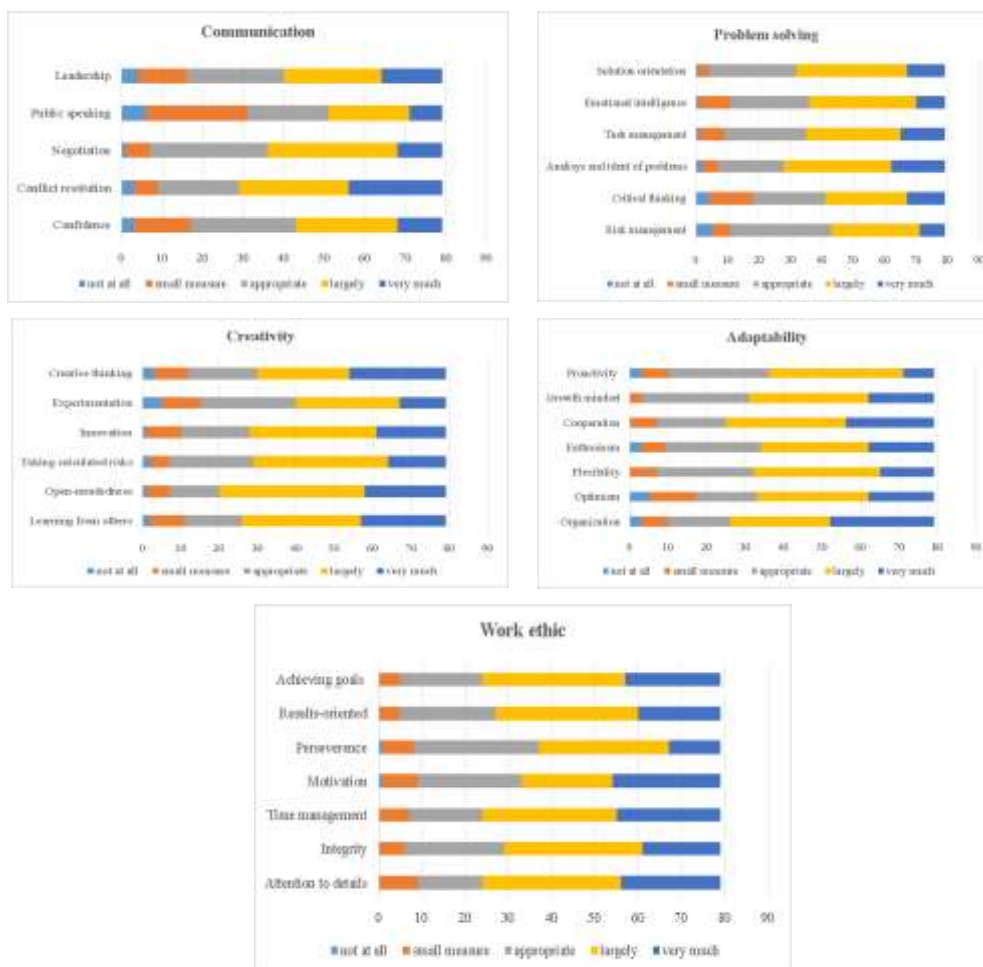 Communication
Leadership
Public speaking
Negotiation
Conflict resolution
Confidence
0 10 20 30 40 50 60 70 80 90
not at all small measure appropriate largely very much
Problem solving
Solution orientation
Emotional intelligence
Task management
Analoys and ident of problems
Critical thinking
Risk management
0 10 20 30 40 50 60 70 80 90
not at all small measure appropriate largely very much
Creativity
Creative thinking
Experimentation
Innovation
Taking calculated risks
Open-mindedness
Learning from others
0 10 20 30 40 50 60 70 80 90
not at all small measure appropriate largely very much
Adaptability
Proactivity
Growth mindset
Cooperation
Enthusiasm
Flexibility
Optimism
Organization
0 10 20 30 40 50 60 70 80 90
not at all small measure appropriate largely very much
Work ethic
Achieving goals
Results-oriented
Perseverance
Motivation
Time management
Integrity
Attention to details
0 10 20 30 40 50 60 70 80 90
not at all small measure appropriate largely very much